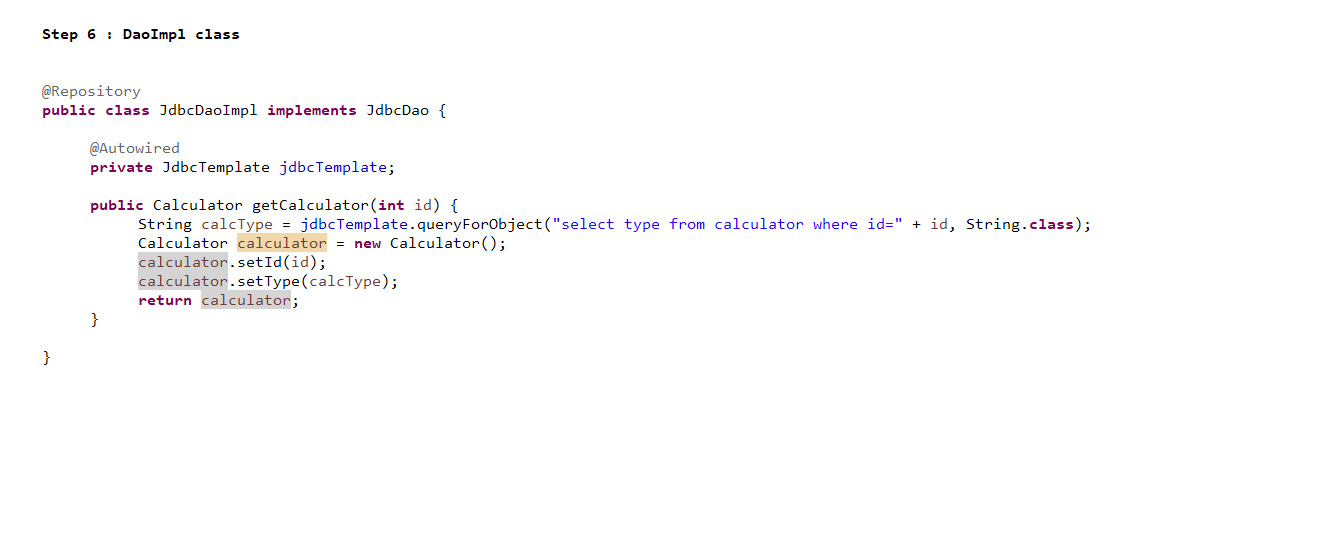 Step 6 : DaoImpl class
@Repository
public class JdbcDaoImpl implements JdbcDao {
@Autowired
private JdbcTemplate jdbcTemplate;
public Calculator getCalculator(int id) {
String calcType = jdbcTemplate.queryForObject("select type from calculator where id=" + id, String.class);
Calculator calculator = new Calculator();
calculator.setId(id);
calculator.setType(calcType);
return calculator;
}
}